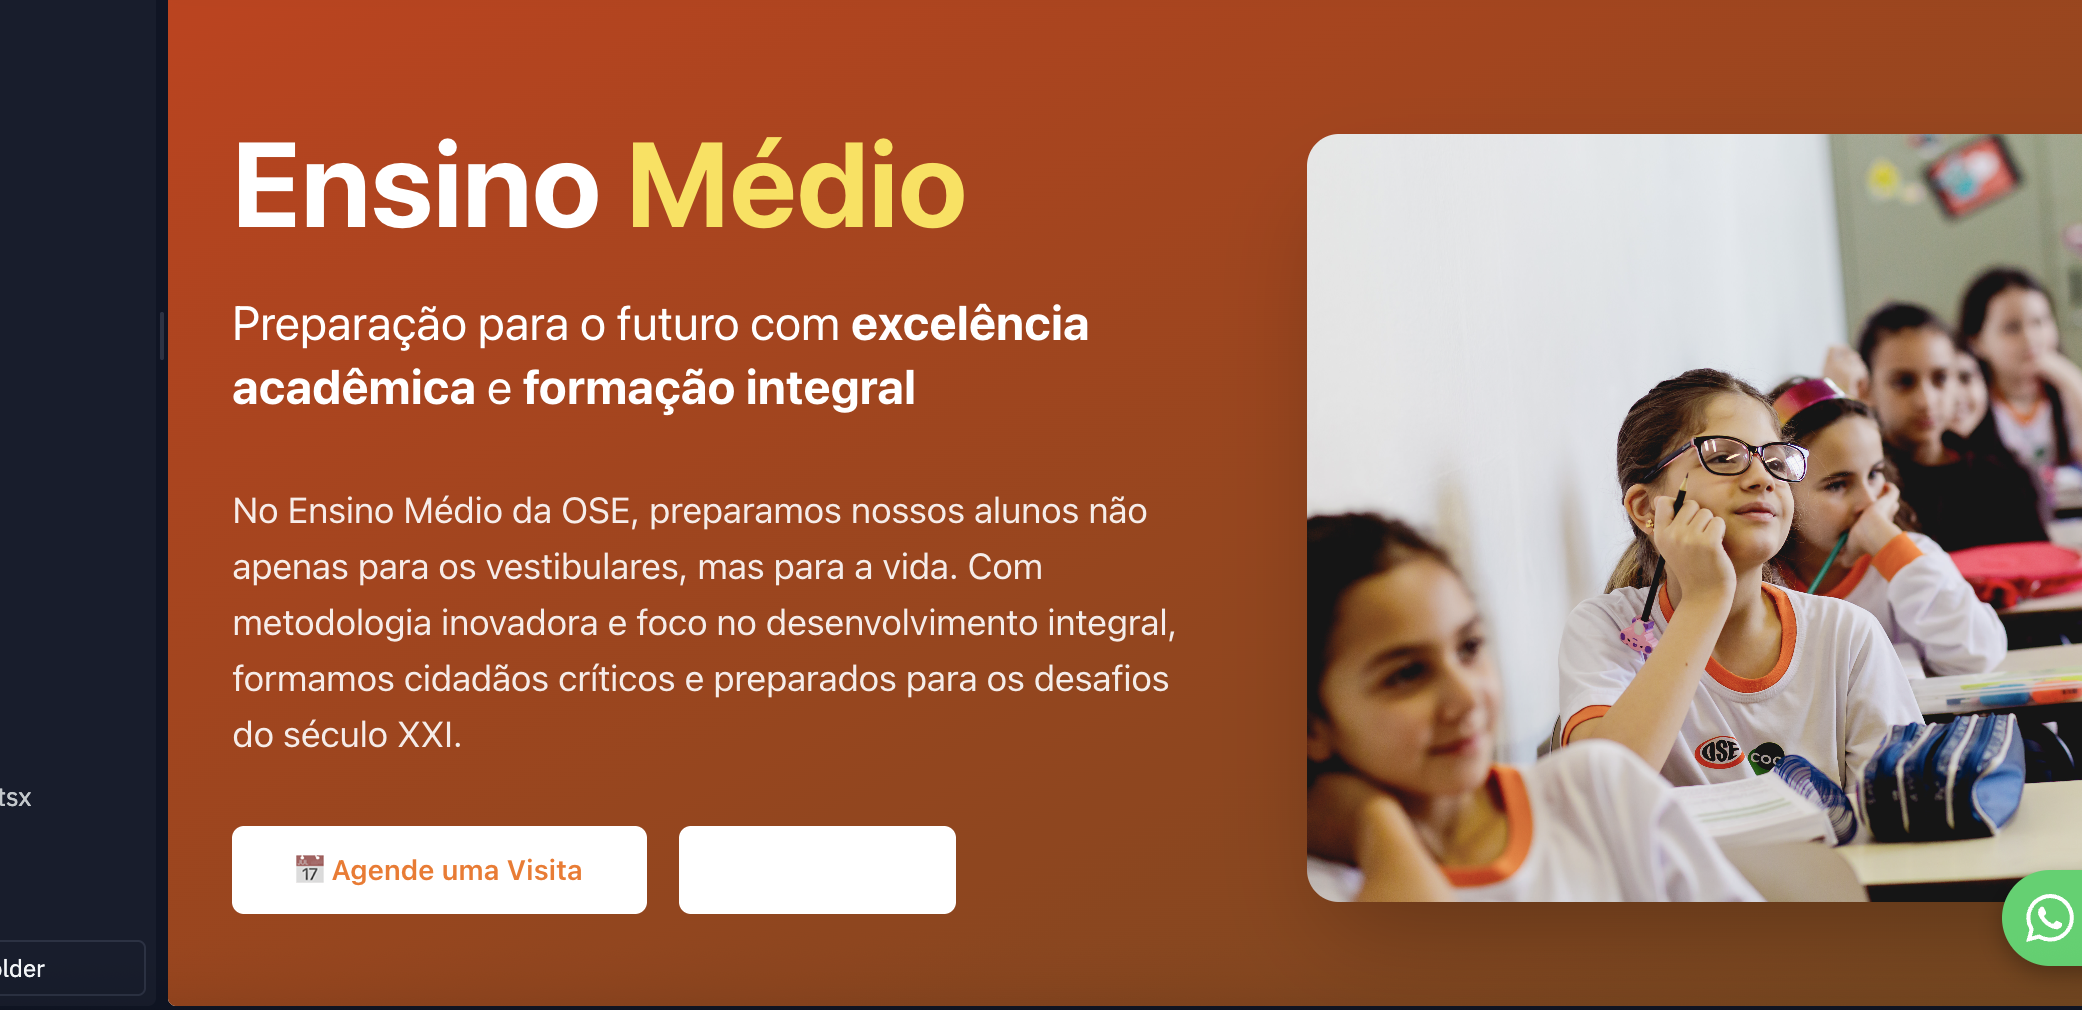 Ensino Médio
Preparação para o futuro com excelência
acadêmica e formação integral
No Ensino Médio da OSE, preparamos nossos alunos não
apenas para os vestibulares, mas para a vida. Com
metodologia inovadora e foco no desenvolvimento integral,
formamos cidadãos críticos e preparados para os desafios
do século XXI.
OSE
COC
tsx
17 Agende uma Visita
older